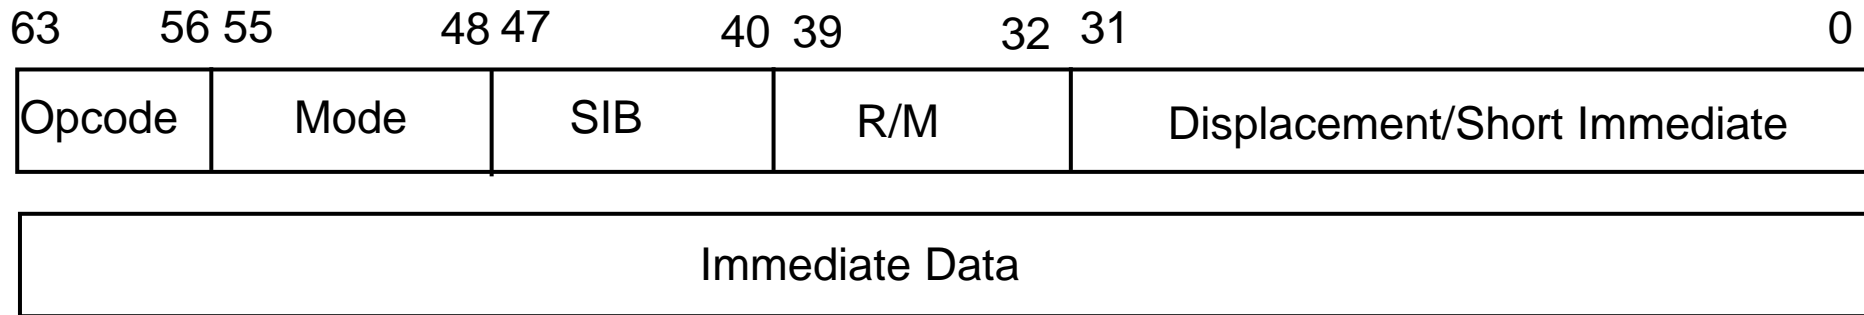 63 56 55 48 47 40 39 32 31 0
Opcode Mode SIB R/M Displacement/Short Immediate
Immediate Data